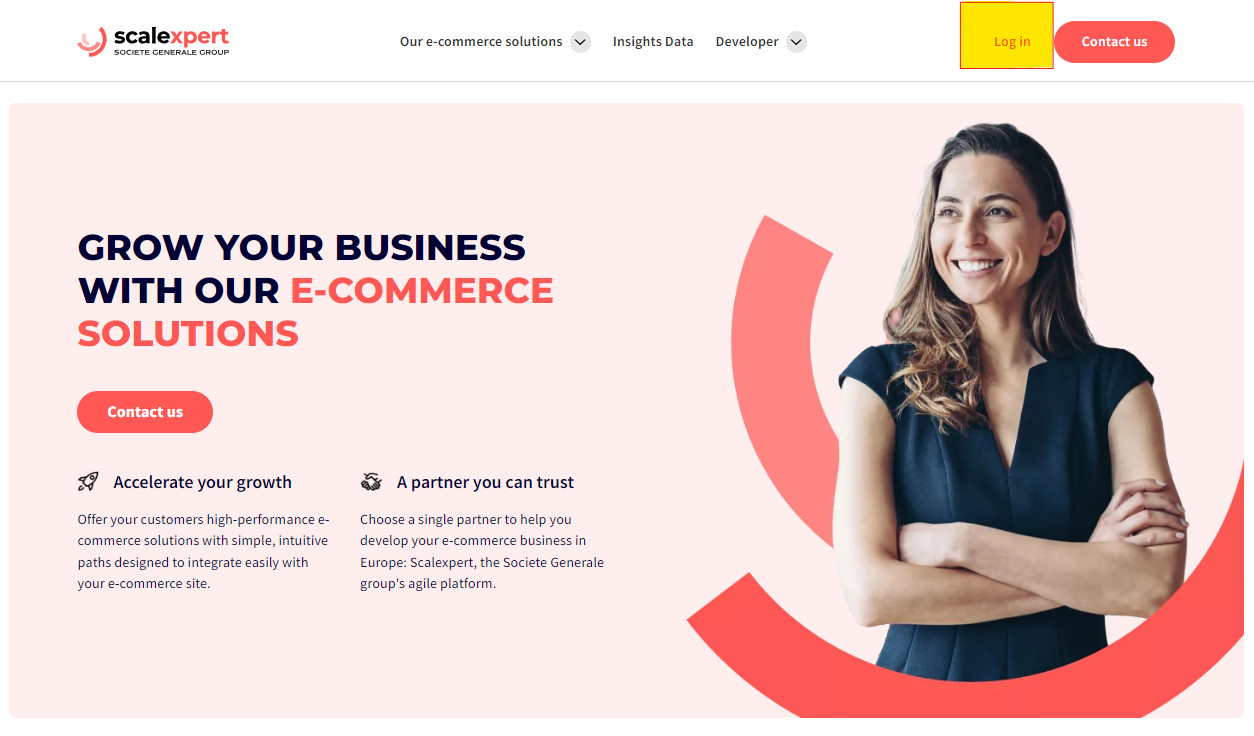 scalexpert
SOCIETE GENERALE GROUP
Our e-commerce solutions
Insights Data
Developer
Log in
Contact us
GROW YOUR BUSINESS
WITH OUR E-COMMERCE
SOLUTIONS
Contact us
Accelerate your growth
Offer your customers high-performance e-
commerce solutions with simple, intuitive
paths designed to integrate easily with
your e-commerce site.
A partner you can trust
Choose a single partner to help you
develop your e-commerce business in
Europe: Scalexpert, the Societe Generale
group's agile platform.